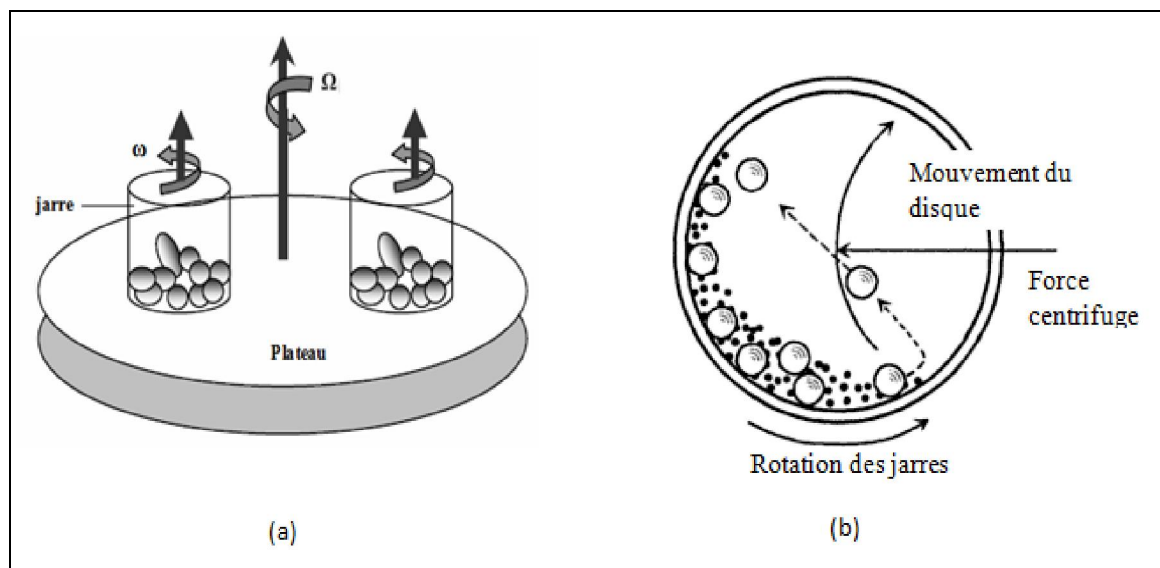 Ω
ω
jarre
Plateau
(a)
Mouvement du
disque
Force
centrifuge
Rotation des jarres
(b)